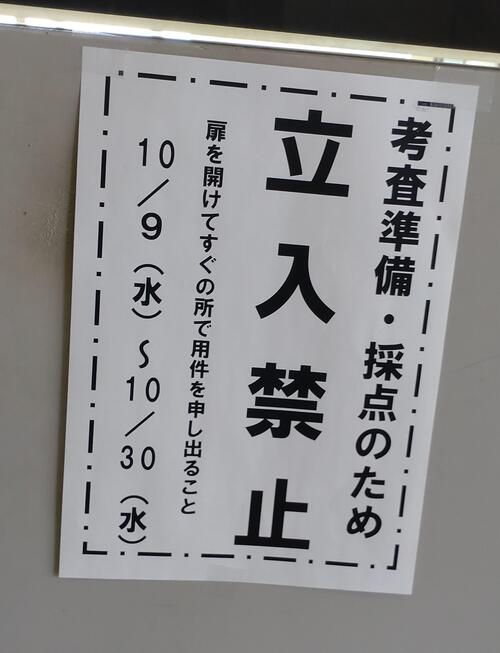 考査準備・採点のため
立入禁止
扉を開けてすぐの所で用件を申し出ること
10／9（水）〜10／30（水）